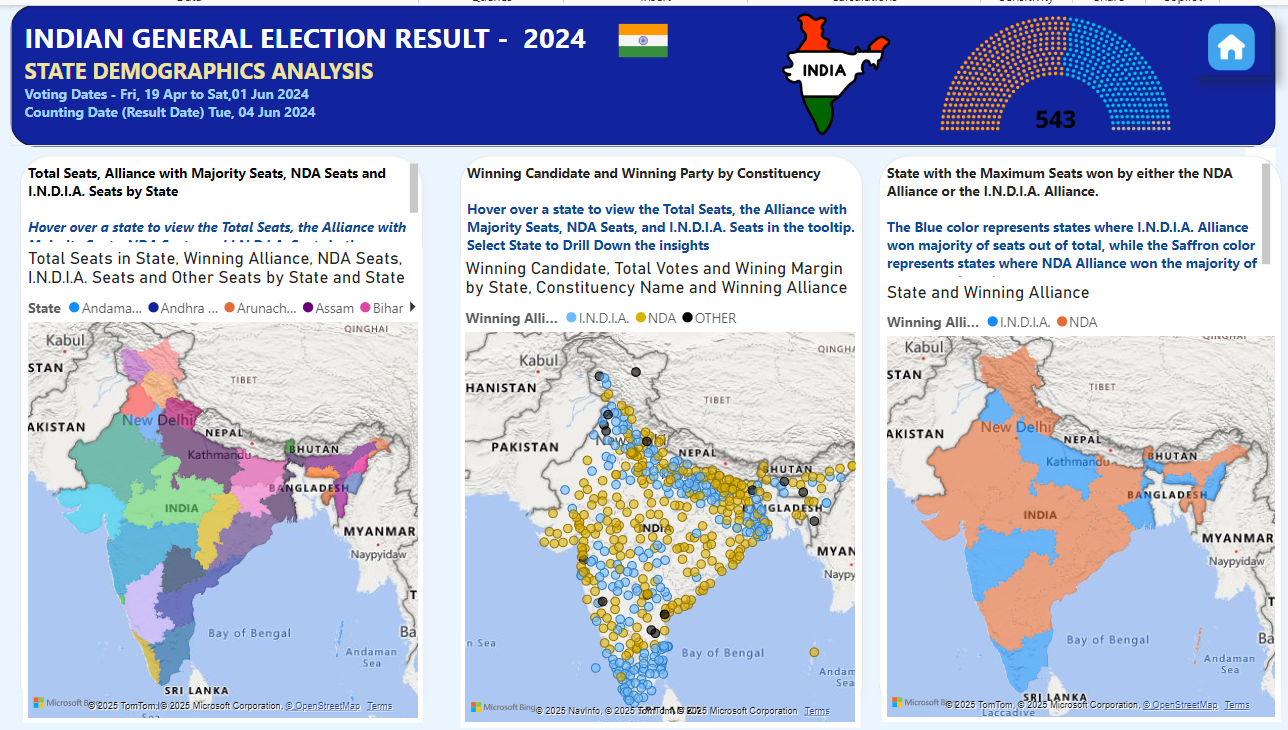 INDIAN GENERAL ELECTION RESULT - 2024
STATE DEMOGRAPHICS ANALYSIS
Voting Dates - Fri, 19 Apr to Sat,01 Jun 2024
Counting Date (Result Date) Tue, 04 Jun 2024
INDIA
543
Total Seats, Alliance with Majority Seats, NDA Seats and
I.N.D.I.A. Seats by State
Hover over a state to view the Total Seats, the Alliance with
Total Seats in State, Winning Alliance, NDA Seats,
I.N.D.I.A. Seats and Other Seats by State and State
State Andama... Andhra ... Arunach... Assam Bihar
QINGHAI
Kabul
STAN
TIBET
AKISTAN
New Delhi
NEPAL
Kathmandu
BHUTAN
BANGLADESH
INDIA
MYANMAR
Naypyidaw
T
Bay of Bengal
Ba
Andaman
Sea
SRI LANKA
Microsoft Bing
© 2025 TomTom, © 2025 Microsoft Corporation, © OpenStreetMap Terms
Winning Candidate and Winning Party by Constituency
Hover over a state to view the Total Seats, the Alliance with
Majority Seats, NDA Seats, and I.N.D.I.A. Seats in the tooltip.
Select State to Drill Down the insights
Winning Candidate, Total Votes and Wining Margin
by State, Constituency Name and Winning Alliance
Winning Alli... I.N.D.I.A. NDA OTHER
QINGHA
Kabul
HANISTAN
TIBET
PAKISTAN
NEPAL
BHUTAN
INDIA
MYAN
Naypy
n Sea
Bay of Bengal
Andam
Sea
Microsoft Bing
© 2025 NavInfo, © 2025 TomTom, © 2025 Microsoft Corporation Terms
State with the Maximum Seats won by either the NDA
Alliance or the I.N.D.I.A. Alliance.
The Blue color represents states where I.N.D.I.A. Alliance
won majority of seats out of total, while the Saffron color
represents states where NDA Alliance won the majority of
State and Winning Alliance
Winning Alli... I.N.D.I.A. NDA
Kabul
STAN
TIBET
AKISTAN
New Delhi
NEPAL
Kathmandu
BHUTAN
BANGLADESH
INDIA
MYANMAR
Naypyidaw
T
Bay of Bengal
Ba
Andaman
Sea
SRI LANKA
Microsoft Bing
© 2025 TomTom, © 2025 Microsoft Corporation, © OpenStreetMap Terms
Laccadive